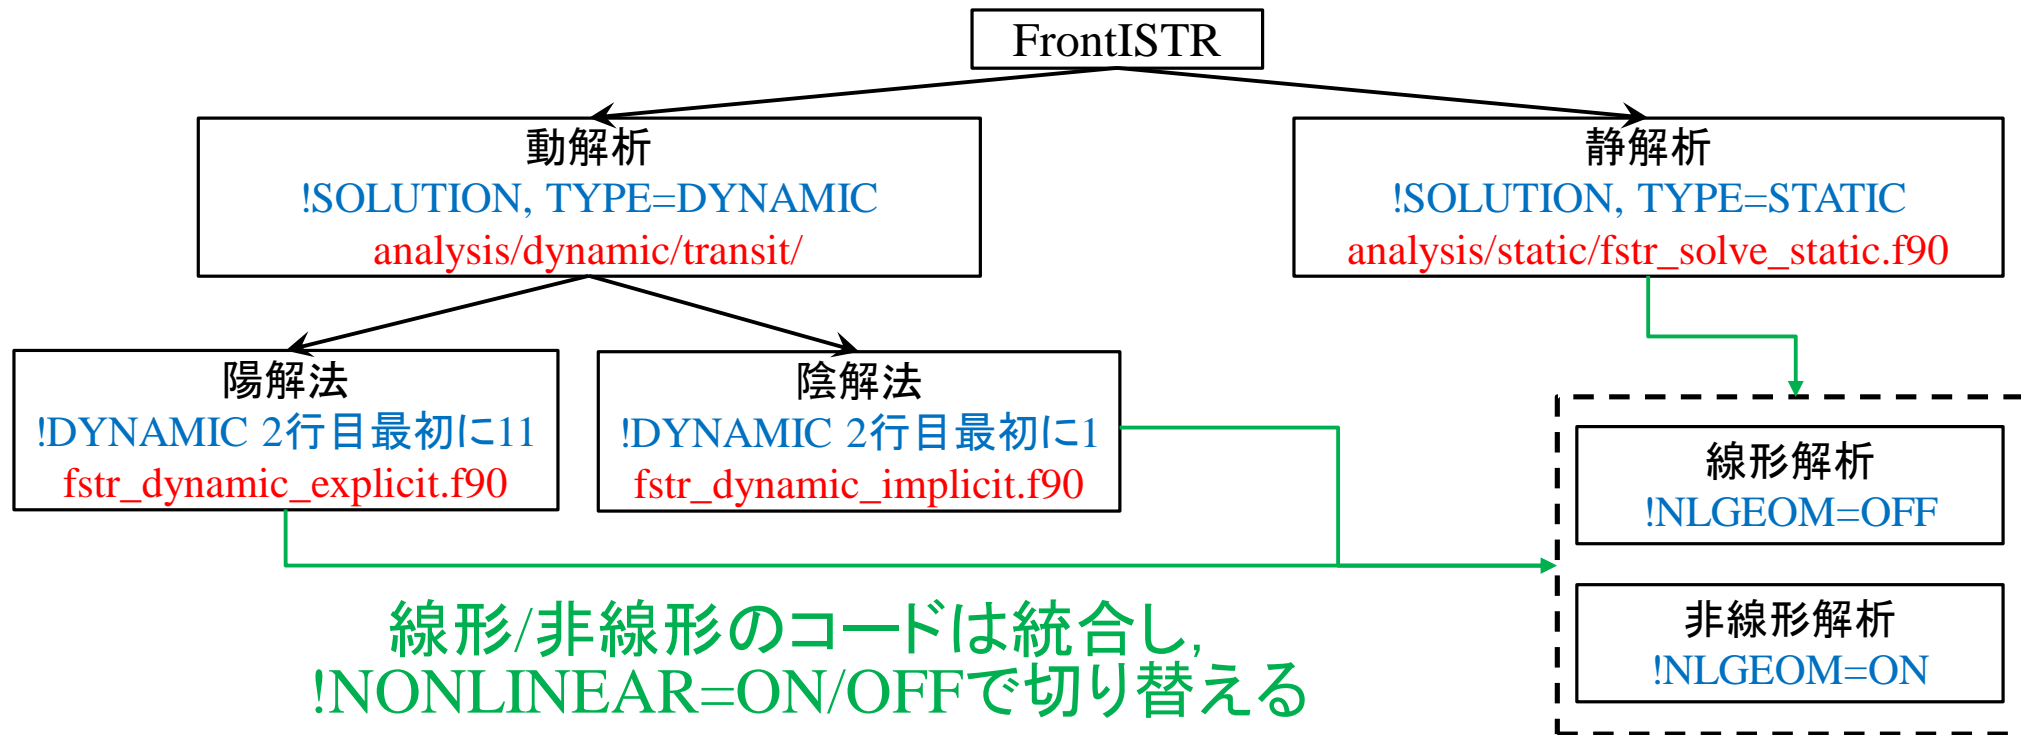 FrontISTR
動解析
!SOLUTION, TYPE=DYNAMIC
analysis/dynamic/transit/
静解析
!SOLUTION, TYPE=STATIC
analysis/static/fstr_solve_static.f90
陽解法
!DYNAMIC 2行目最初に11
fstr_dynamic_explicit.f90
陰解法
!DYNAMIC 2行目最初に1
fstr_dynamic_implicit.f90
線形解析
!NLGEOM=OFF
非線形解析
!NLGEOM=ON
線形/非線形のコードは統合し,
!NONLINEAR=ON/OFFで切り替える